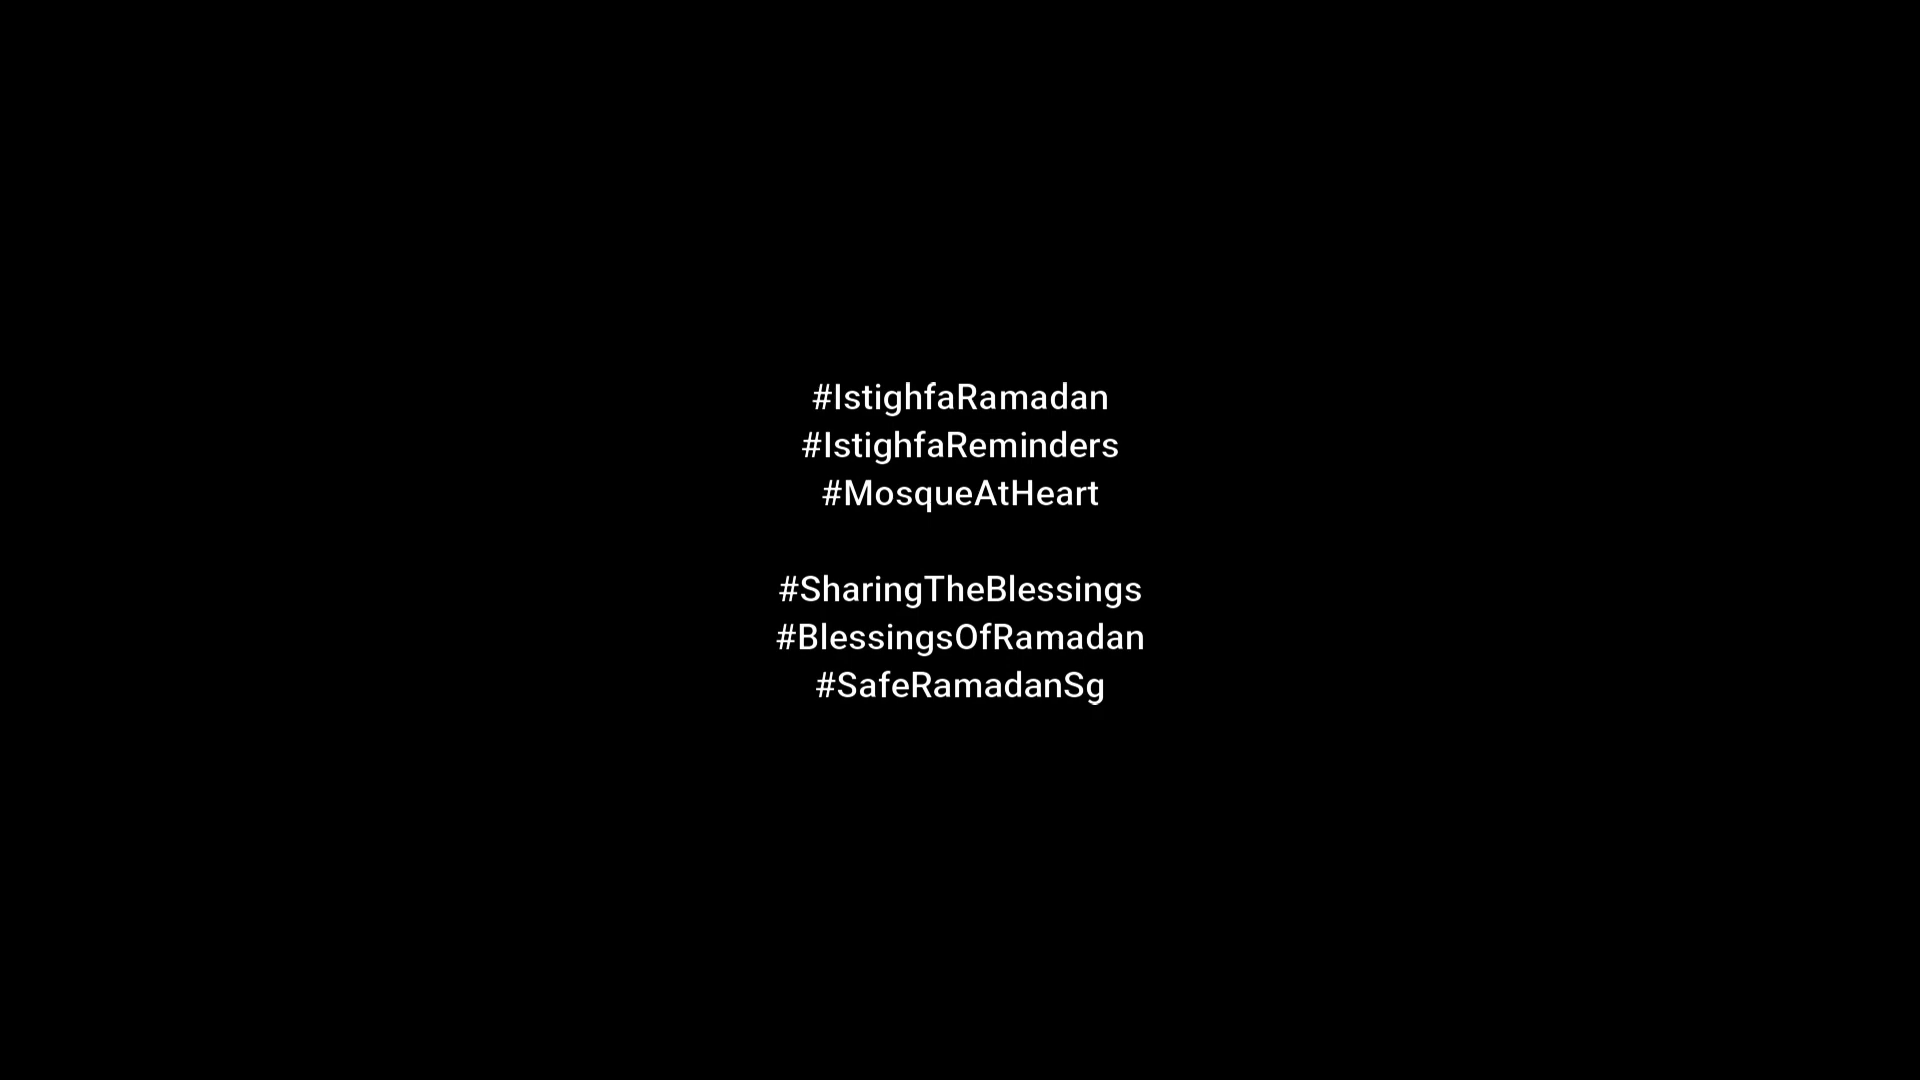 #IstighfaRamadan
#IstighfaReminders
#MosqueAtHeart
#SharingTheBlessings
#BlessingsOfRamadan
#SafeRamadanSg